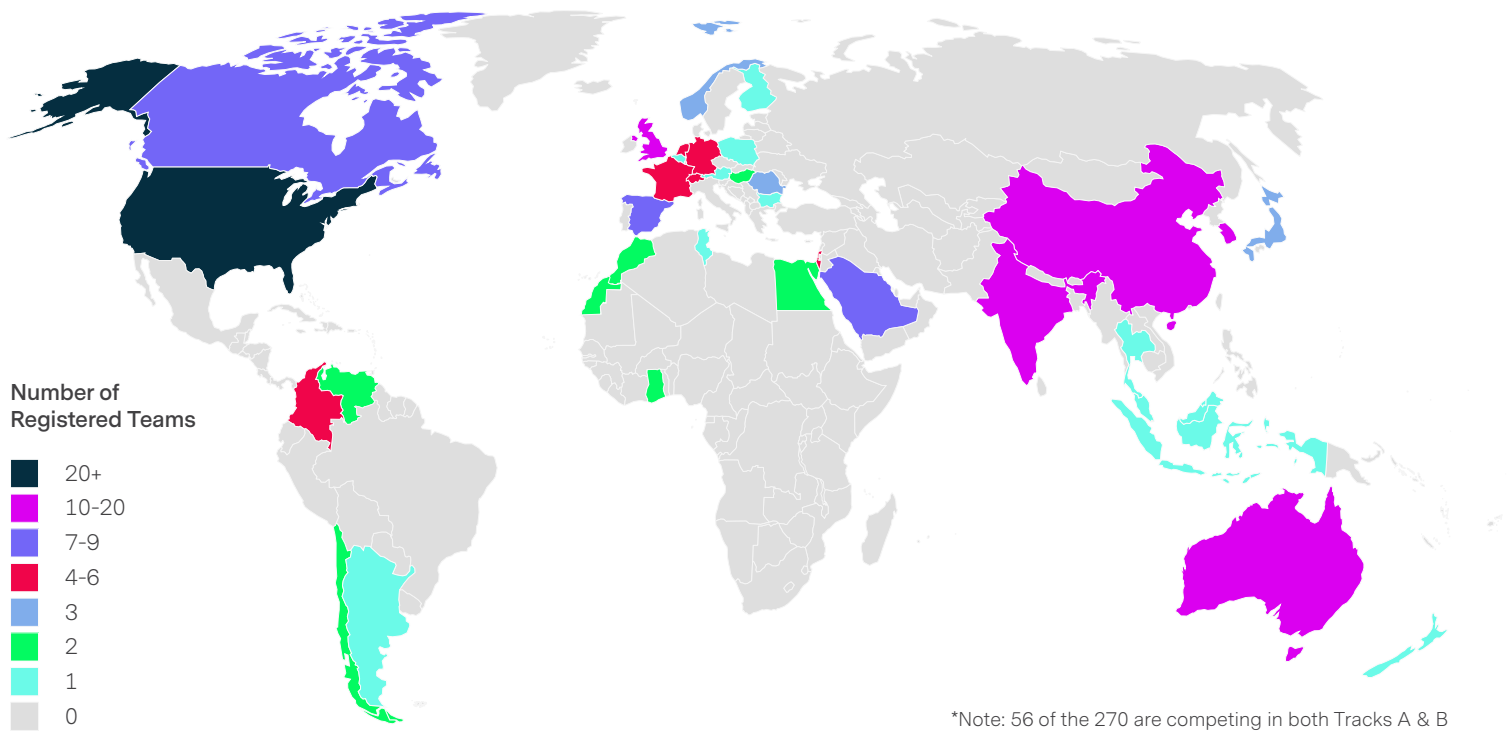 Number of
Registered Teams
20+
10-20
7-9
4-6
3
2
1
0
*Note: 56 of the 270 are competing in both Tracks A & B